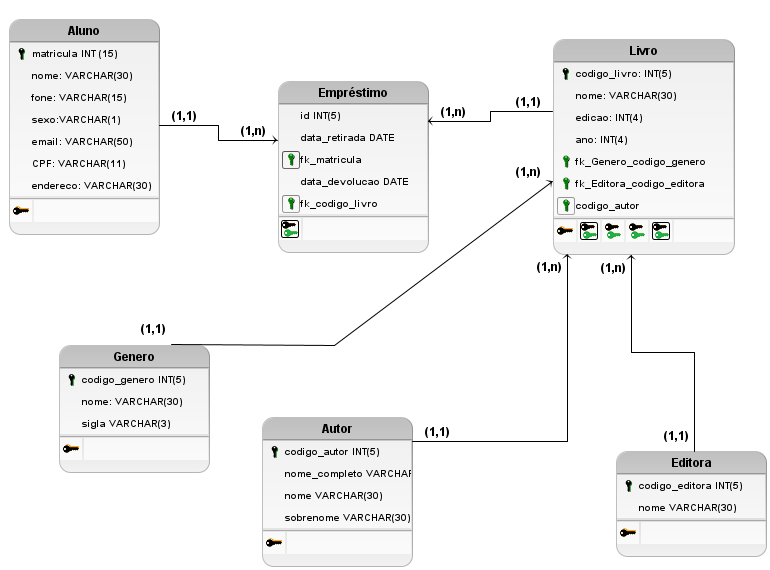 Aluno
matricula INT (15)
nome: VARCHAR(30)
fone: VARCHAR(15)
sexo:VARCHAR(1)
email: VARCHAR(50)
CPF: VARCHAR(11)
endereco: VARCHAR(30)
(1,1)
(1,n)
Empréstimo
id INT(5)
data_retirada DATE
fk_matricula
data_devolucao DATE
fk_codigo_livro
(1,n)
(1,1)
Livro
codigo_livro: INT(5)
nome: VARCHAR(30)
edicao: INT(4)
ano: INT(4)
fk_Genero_codigo_genero
fk_Editora_codigo_editora
codigo_autor
(1,n)
(1,n)
(1,n)
(1,1)
Genero
codigo_genero INT(5)
nome: VARCHAR(30)
sigla VARCHAR(3)
Autor
codigo_autor INT(5)
nome_completo VARCHAR
nome VARCHAR(30)
sobrenome VARCHAR(30)
(1,1)
(1,1)
Editora
codigo_editora INT(5)
nome VARCHAR(30)